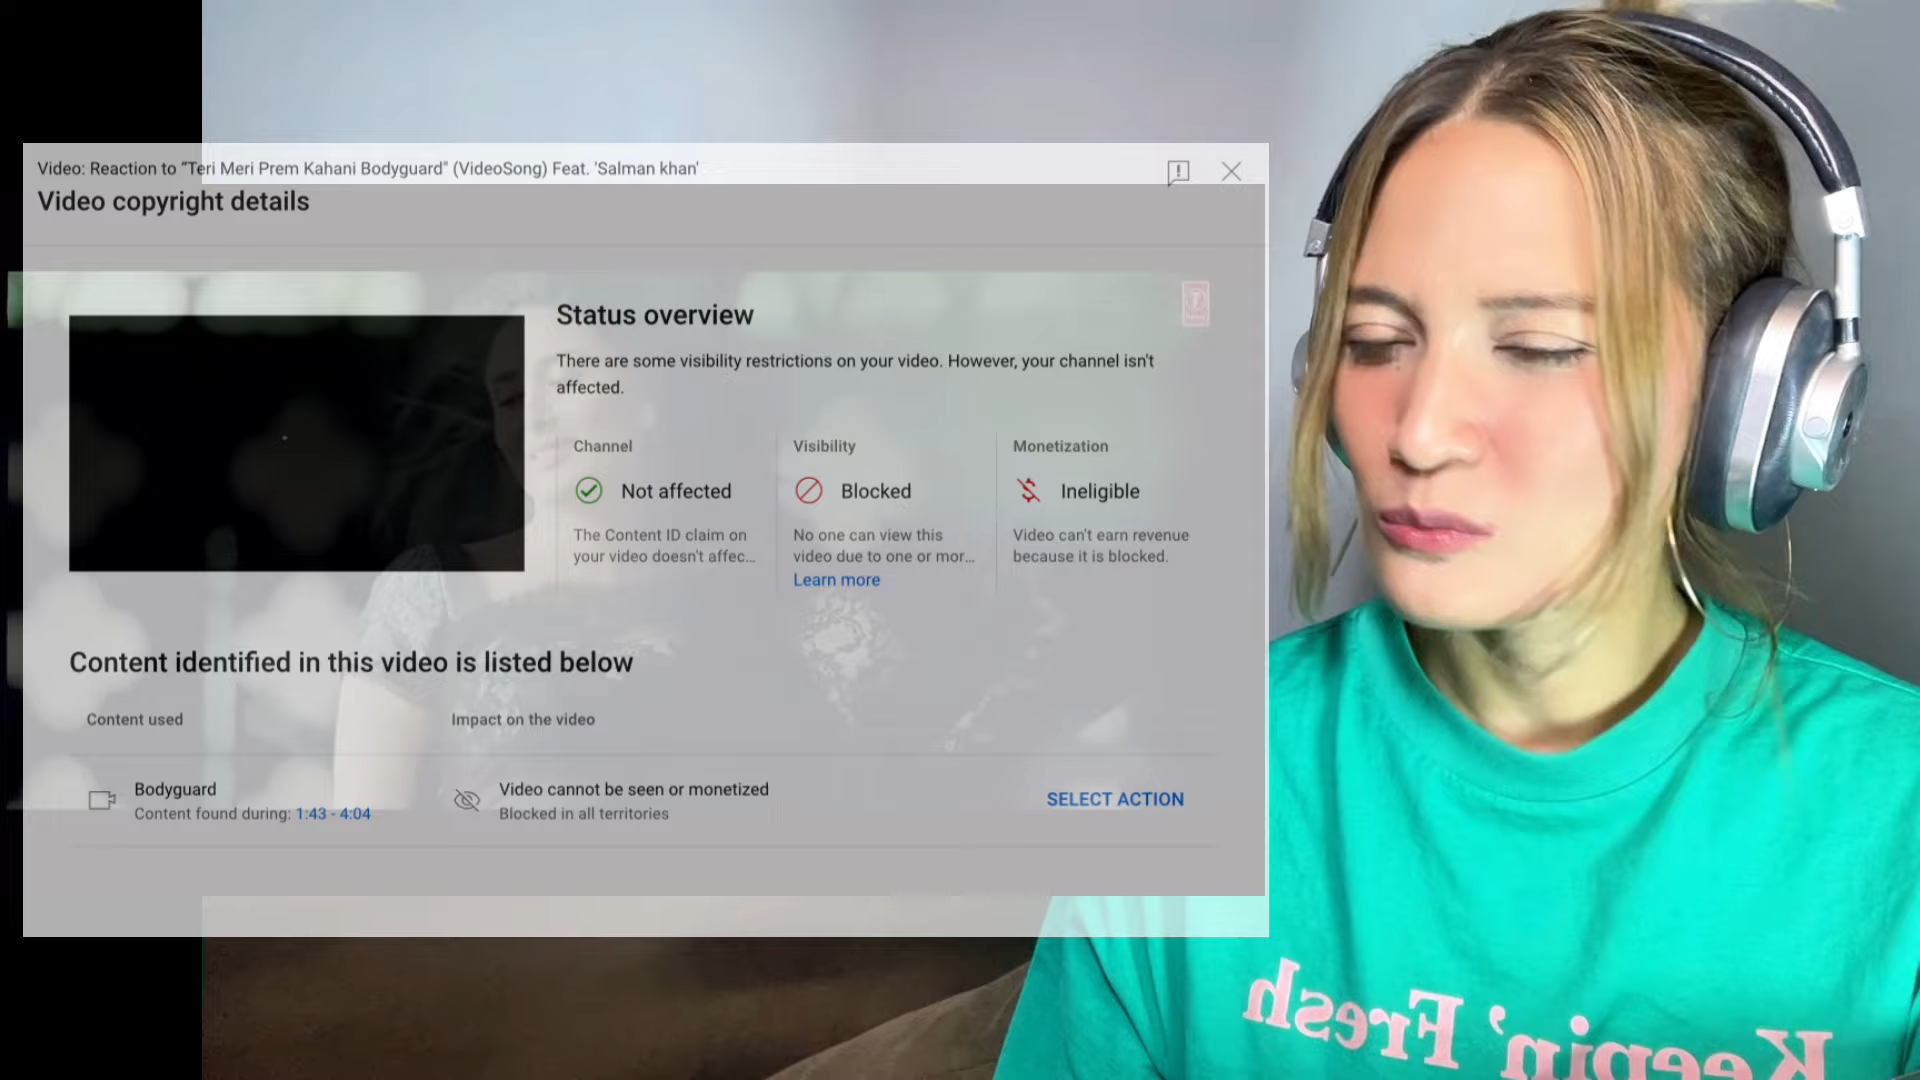 Video: Reaction to "Teri Meri Prem Kahani Bodyguard" (VideoSong) Feat. 'Salman khan'
Video copyright details
Status overview
There are some visibility restrictions on your video. However, your channel isn't
affected.
Channel
Not affected
The Content ID claim on
your video doesn't affec...
Visibility
Blocked
No one can view this
video due to one or mor...
Learn more
Monetization
Ineligible
Video can't earn revenue
because it is blocked.
Content identified in this video is listed below
Content used
Impact on the video
Bodyguard
Content found during: 1:43 - 4:04
Video cannot be seen or monetized
Blocked in all territories
SELECT ACTION
Keepin' Fresh